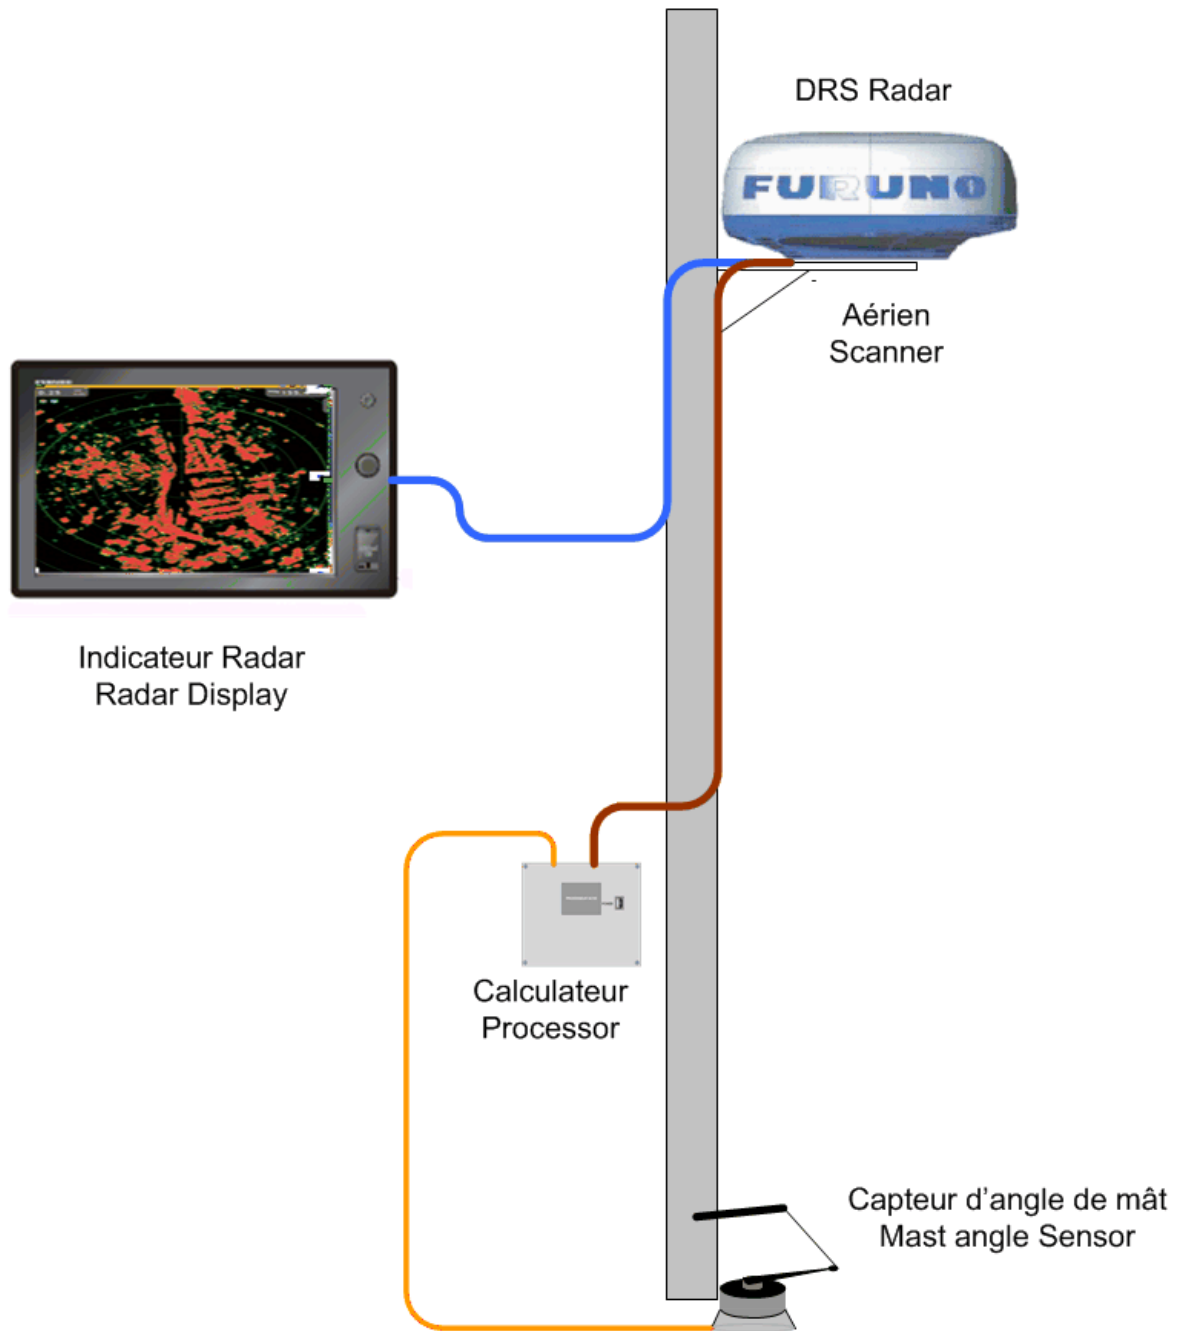 DRS Radar
FURUNO
Aérien
Scanner
Indicateur Radar
Radar Display
Calculateur
Processor
Capteur d’angle de mât
Mast angle Sensor